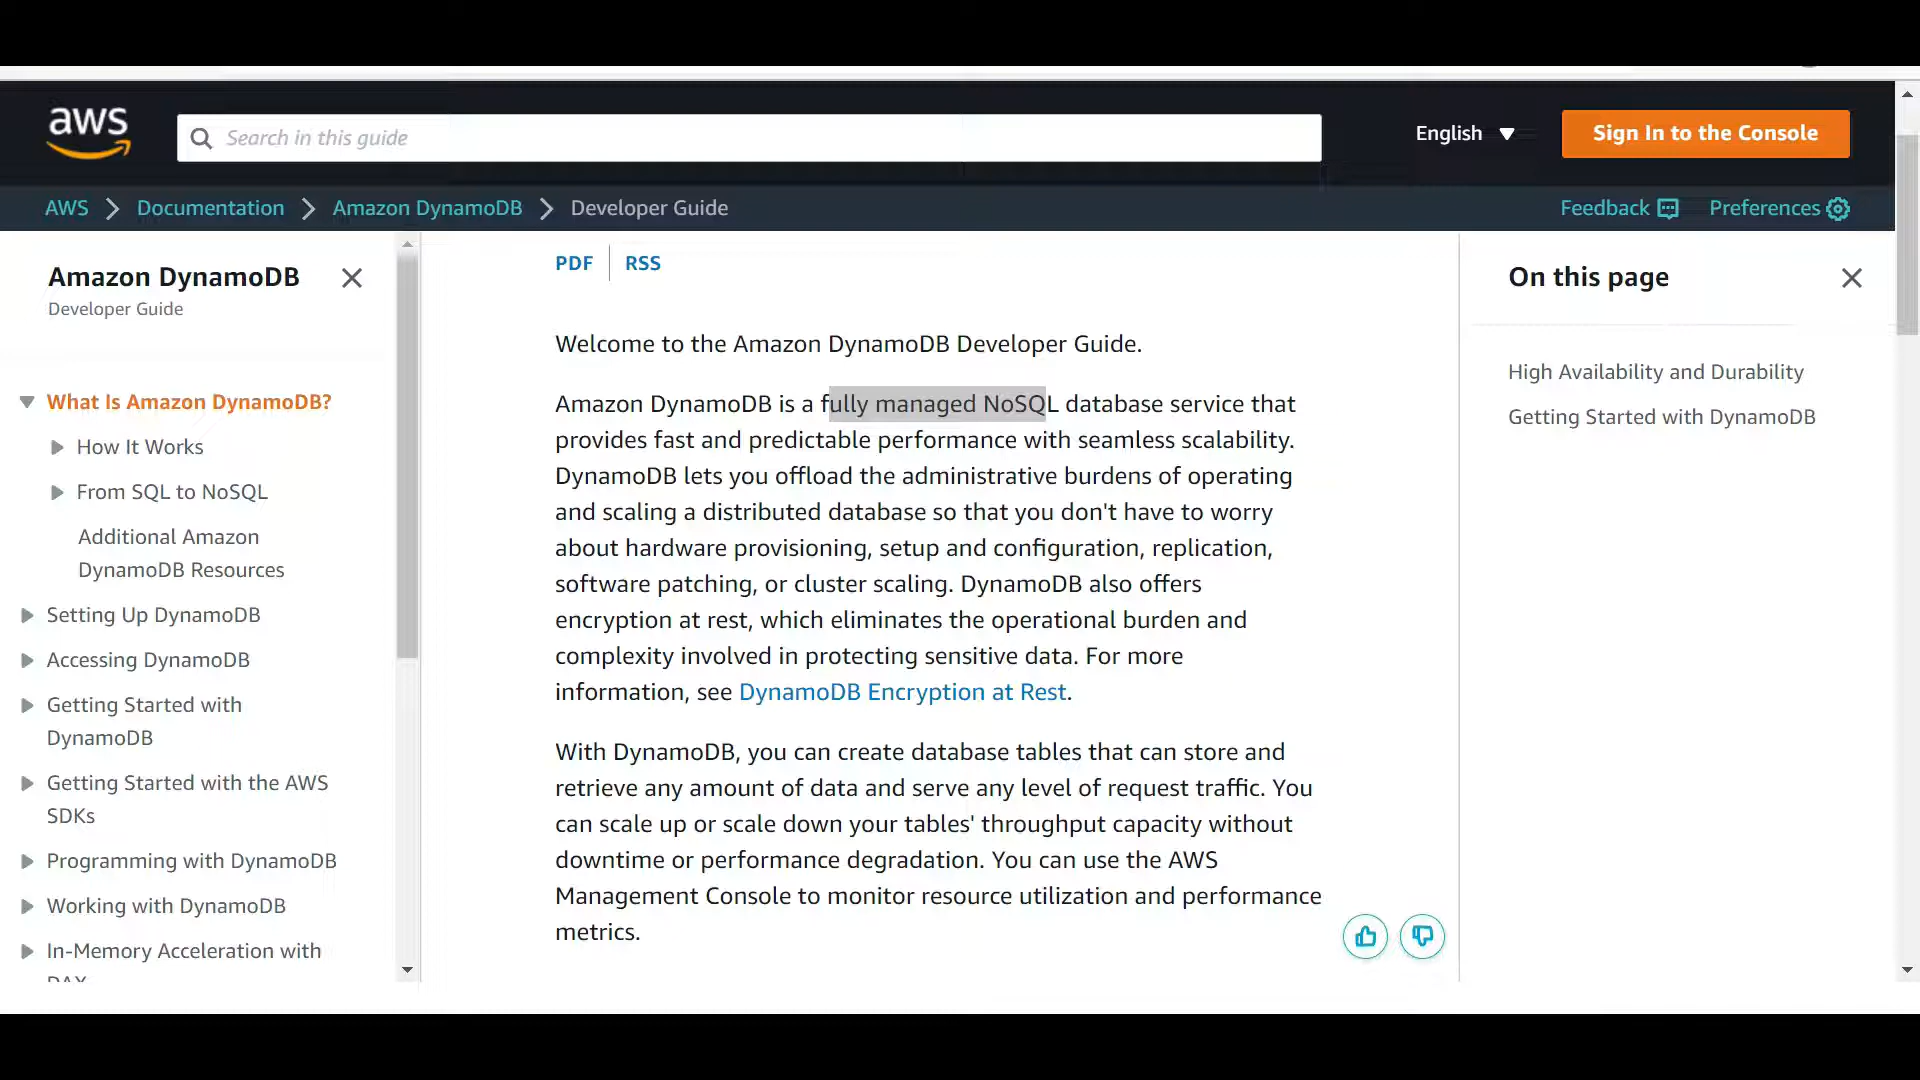 aws
Search in this guide
English
Sign In to the Console
AWS
Documentation
Amazon DynamoDB
Developer Guide
Feedback
Preferences
Amazon DynamoDB
Developer Guide
What Is Amazon DynamoDB?
How It Works
From SQL to NoSQL
Additional Amazon
DynamoDB Resources
Setting Up DynamoDB
Accessing DynamoDB
Getting Started with
DynamoDB
Getting Started with the AWS
SDKs
Programming with DynamoDB
Working with DynamoDB
In-Memory Acceleration with
DAX
PDF
RSS
Welcome to the Amazon DynamoDB Developer Guide.
Amazon DynamoDB is a fully managed NoSQL database service that
provides fast and predictable performance with seamless scalability.
DynamoDB lets you offload the administrative burdens of operating
and scaling a distributed database so that you don't have to worry
about hardware provisioning, setup and configuration, replication,
software patching, or cluster scaling. DynamoDB also offers
encryption at rest, which eliminates the operational burden and
complexity involved in protecting sensitive data. For more
information, see DynamoDB Encryption at Rest.
With DynamoDB, you can create database tables that can store and
retrieve any amount of data and serve any level of request traffic. You
can scale up or scale down your tables' throughput capacity without
downtime or performance degradation. You can use the AWS
Management Console to monitor resource utilization and performance
metrics.
On this page
High Availability and Durability
Getting Started with DynamoDB